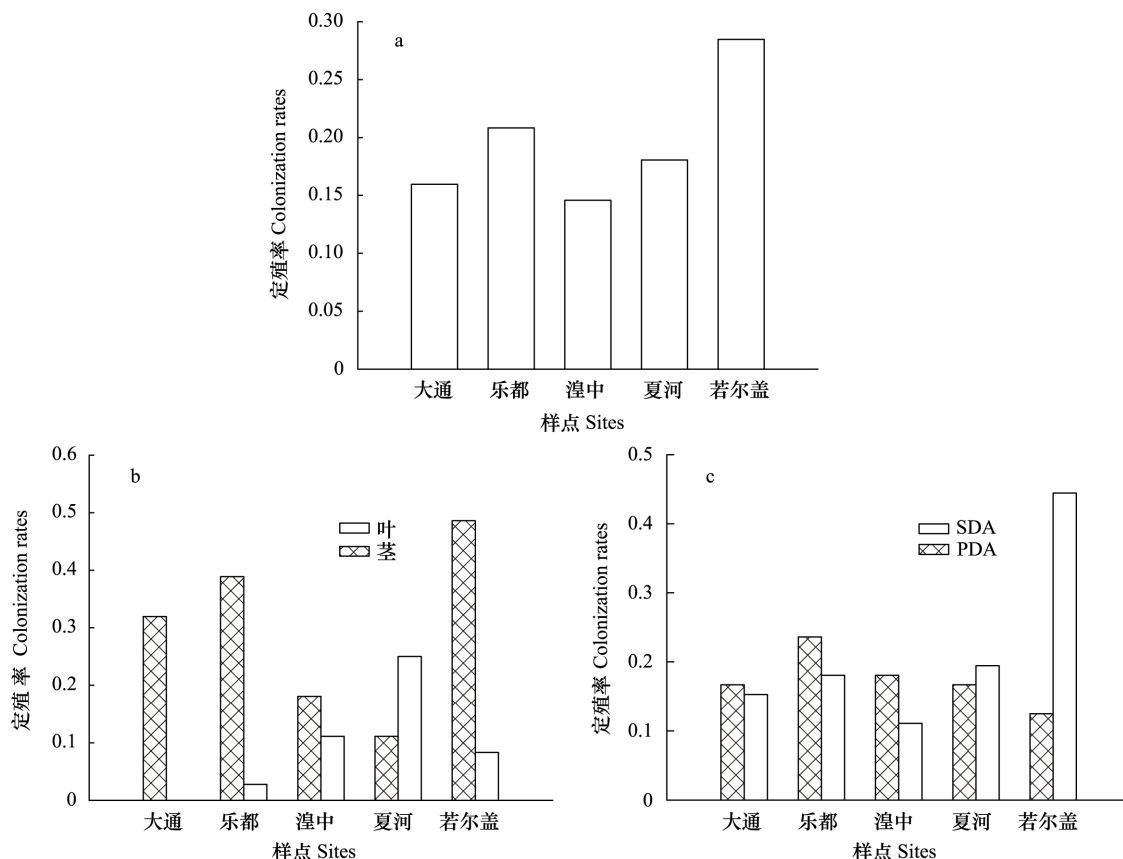 a
0.30
0.25
0.20
0.15
0.10
0.05
0
定殖率 Colonization rates
大通 乐都 湟中 夏河 若尔盖
样点 Sites
b
0.6
0.5
0.4
0.3
0.2
0.1
0
定殖率 Colonization rates
叶
茎
大通 乐都 湟中 夏河 若尔盖
样点 Sites
c
0.5
0.4
0.3
0.2
0.1
0
定殖率 Colonization rates
SDA
PDA
大通 乐都 湟中 夏河 若尔盖
样点 Sites